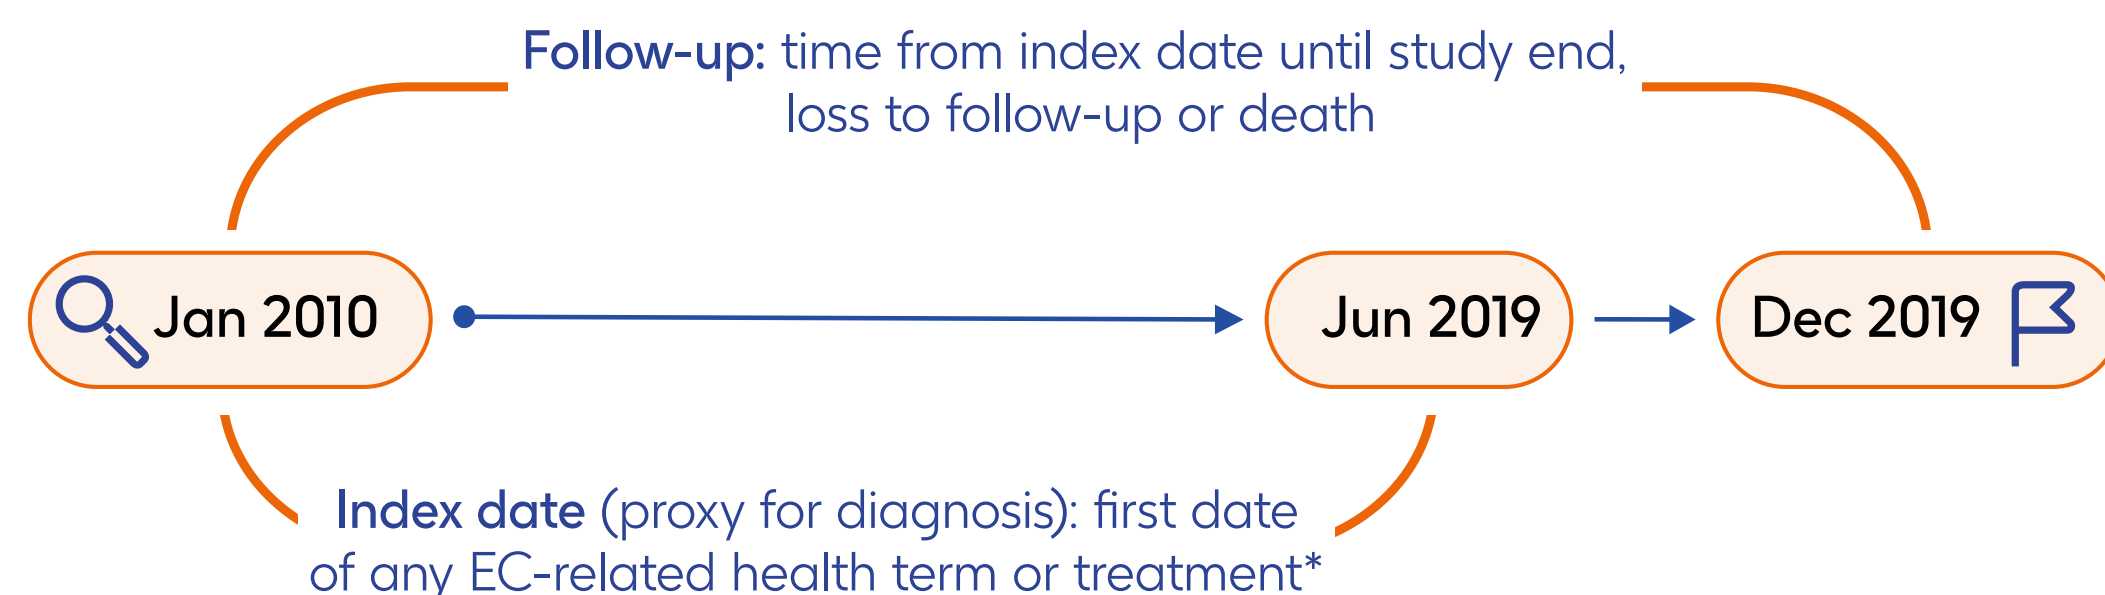 Follow-up: time from index date until study end,
loss to follow-up or death
Jan 2010
Jun 2019
Dec 2019
Index date (proxy for diagnosis): first date
of any EC-related health term or treatment*